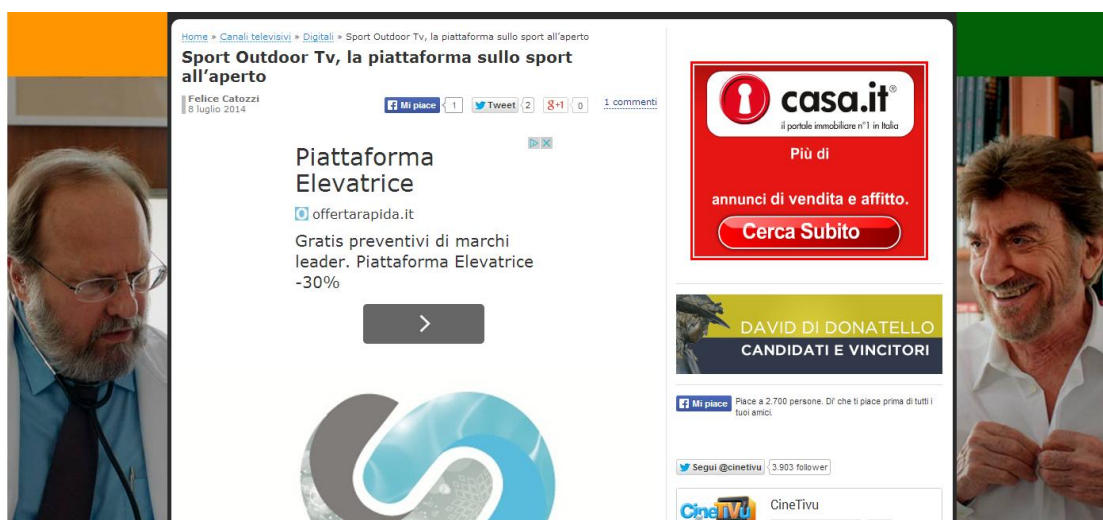 Home » Canali televisivi » Digitali » Sport Outdoor Tv, la piattaforma sullo sport all'aperto
Sport Outdoor Tv, la piattaforma sullo sport
all'aperto
Felice Catozzi
8 luglio 2014
Mi piace 1
Tweet 2
g+1 0
1 commenti
Piattaforma
Elevatrice
offertarapida.it
Gratis preventivi di marchi
leader. Piattaforma Elevatrice
-30%
casa.it®
il portale immobiliare n°1 in Italia
Più di
annunci di vendita e affitto.
Cerca Subito
DAVID DI DONATELLO
CANDIDATI E VINCITORI
Mi piace
Piace a 2.700 persone. Di' che ti piace prima di tutti i
tuoi amici.
Segui @cinetivu 3.903 follower
CineTivù
CineTivu